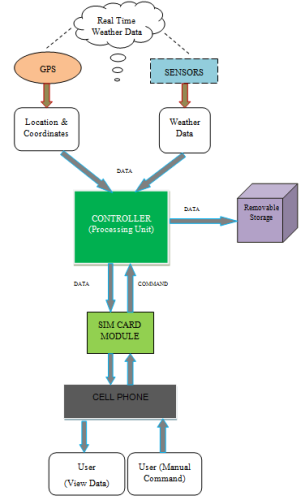 Real Time
Weather Data
GPS
SENSORS
Location &
Coordinates
Weather
Data
DATA
CONTROLLER
(Processing Unit)
DATA
Removable
Storage
DATA
COMMAND
SIM CARD
MODULE
CELL PHONE
User
(View Data)
User (Manual
Command)